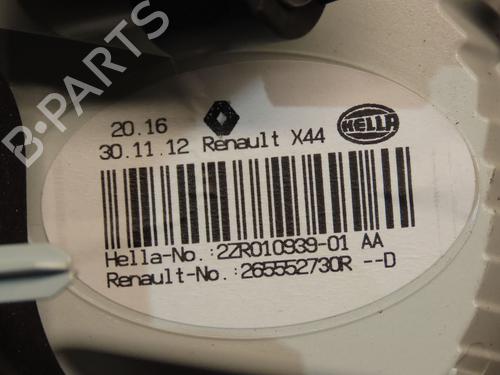 B-PARTS
20.16
30.11.12 Renault X44
HELLA
Hella-No.:2ZR010939-01 AA
Renault-No.:265552730R --D